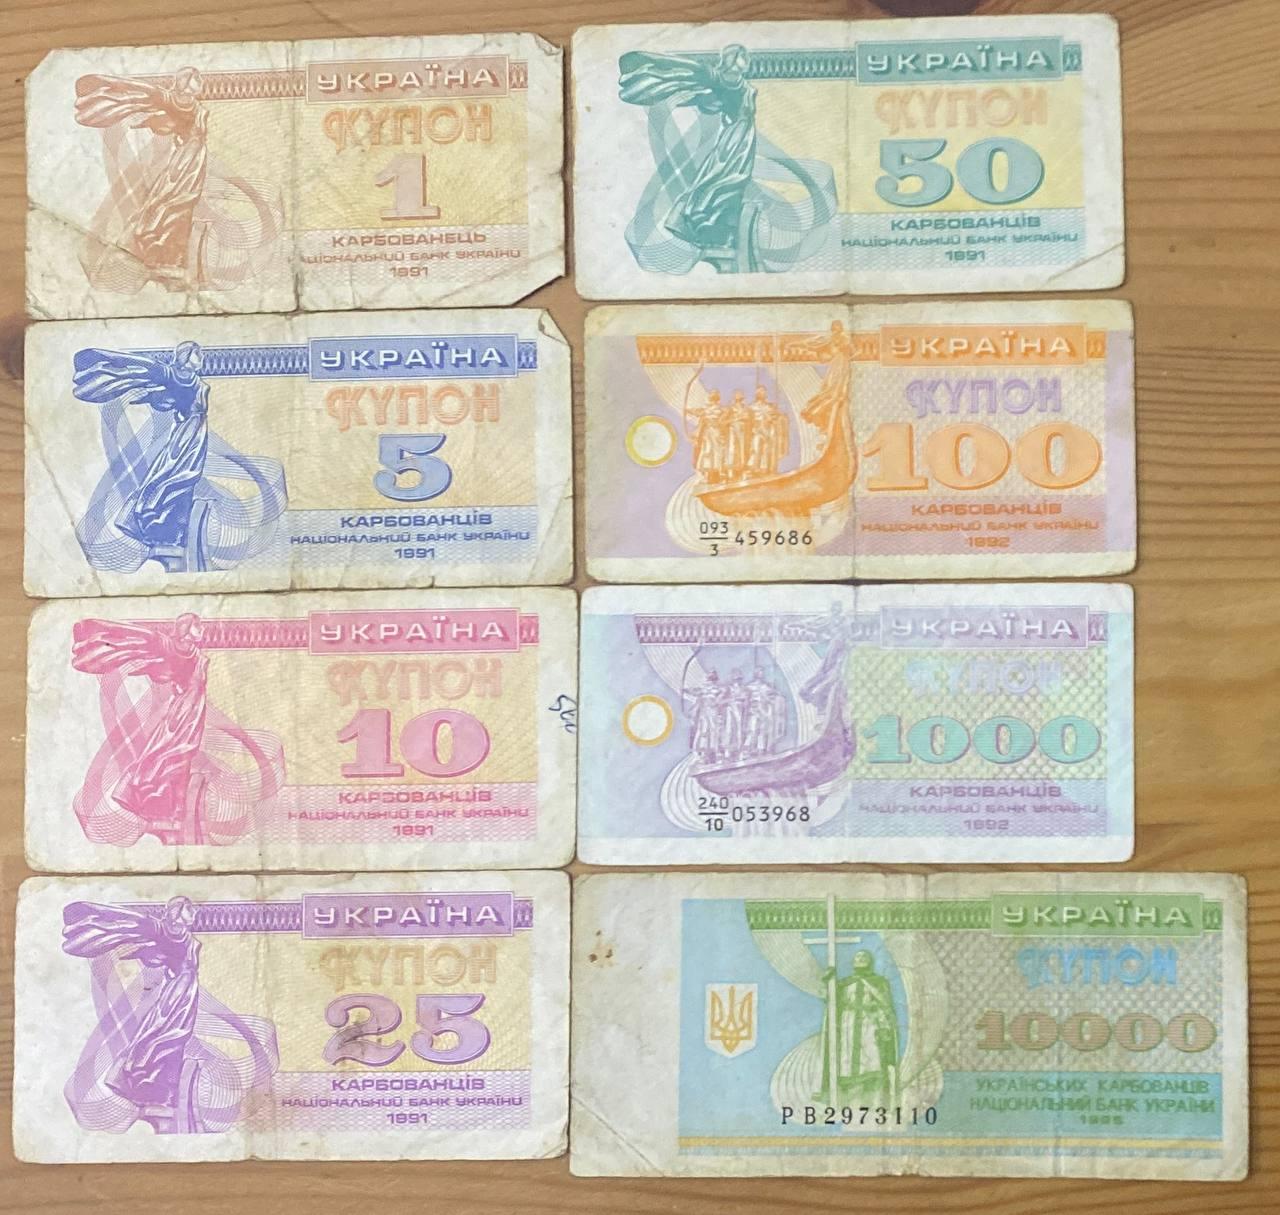 УКРАЇНА
КУПОН
1
КАРБОВАНЕЦЬ
НАЦІОНАЛЬНИЙ БАНК УКРАЇНИ
1991
УКРАЇНА
КУПОН
5
КАРБОВАНЦІВ
НАЦІОНАЛЬНИЙ БАНК УКРАЇНИ
1991
УКРАЇНА
КУПОН
10
КАРБОВАНЦІВ
НАЦІОНАЛЬНИЙ БАНК УКРАЇНИ
1991
УКРАЇНА
КУПОН
25
КАРБОВАНЦІВ
НАЦІОНАЛЬНИЙ БАНК УКРАЇНИ
1991
УКРАЇНА
КУПОН
50
КАРБОВАНЦІВ
НАЦІОНАЛЬНИЙ БАНК УКРАЇНИ
1991
УКРАЇНА
КУПОН
100
КАРБОВАНЦІВ
НАЦІОНАЛЬНИЙ БАНК УКРАЇНИ
1992
093/3 459686
УКРАЇНА
КУПОН
1000
КАРБОВАНЦІВ
НАЦІОНАЛЬНИЙ БАНК УКРАЇНИ
1992
240/10 053968
УКРАЇНА
КУПОН
10000
УКРАЇНСЬКИХ КАРБОВАНЦІВ
НАЦІОНАЛЬНИЙ БАНК УКРАЇНИ
1995
РВ2973110